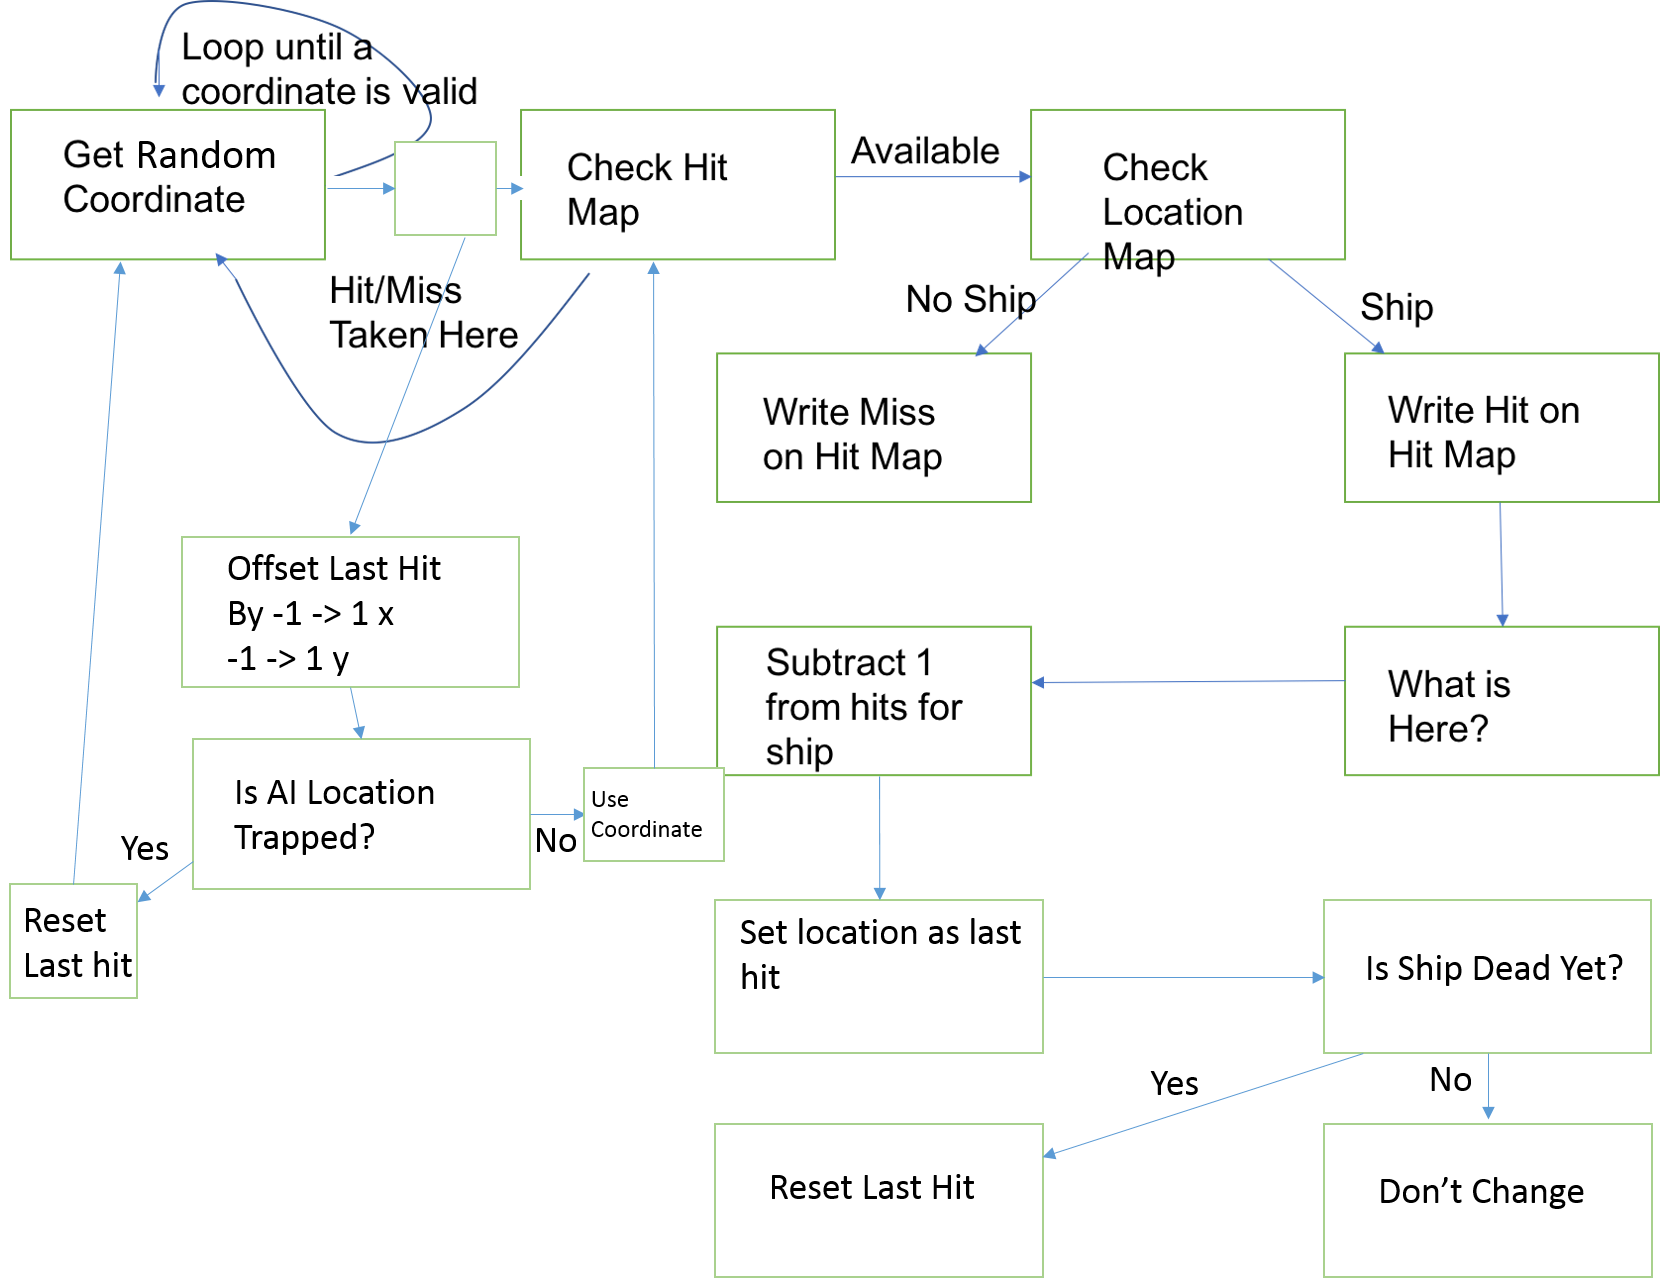 Loop until a
coordinate is valid
Get Random
Coordinate
Check Hit
Map
Available
Check
Location
Map
Hit/Miss
Taken Here
No Ship
Ship
Write Miss
on Hit Map
Write Hit on
Hit Map
Offset Last Hit
By -1 -> 1 x
-1 -> 1 y
Subtract 1
from hits for
ship
What is
Here?
Is AI Location
Trapped?
Yes
No
Use
Coordinate
Reset
Last hit
Set location as last
hit
Is Ship Dead Yet?
Yes
No
Reset Last Hit
Don’t Change